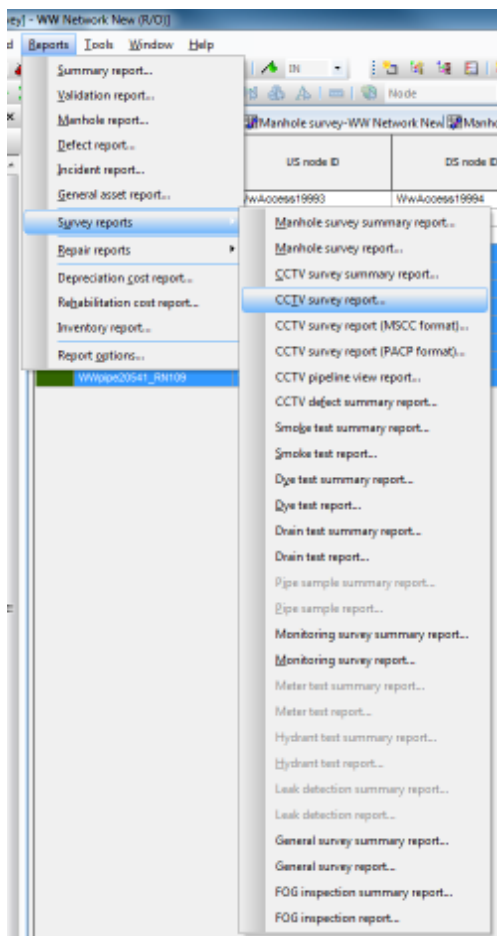 ey] - WW Network New (R/O)]
d Reports Tools Window Help
Summary report...
Validation report...
Manhole report...
Defect report...
Incident report...
General asset report...
Survey reports
Repair reports
Depreciation cost report...
Rehabilitation cost report...
Inventory report...
Report options...
IN
Node
Manhole survey-WW Network New Manho
US node ID DS node ID
WwAccess19993 WwAccess19994
WWpipe20541_RN109
Manhole survey summary report...
Manhole survey report...
CCTV survey summary report...
CCTV survey report...
CCTV survey report (MSCC format)...
CCTV survey report (PACP format)...
CCTV pipeline view report...
CCTV defect summary report...
Smoke test summary report...
Smoke test report...
Dye test summary report...
Dye test report...
Drain test summary report...
Drain test report...
Pipe sample summary report...
Pipe sample report...
Monitoring survey summary report...
Monitoring survey report...
Meter test summary report...
Meter test report...
Hydrant test summary report...
Hydrant test report...
Leak detection summary report...
Leak detection report...
General survey summary report...
General survey report...
FOG inspection summary report...
FOG inspection report...